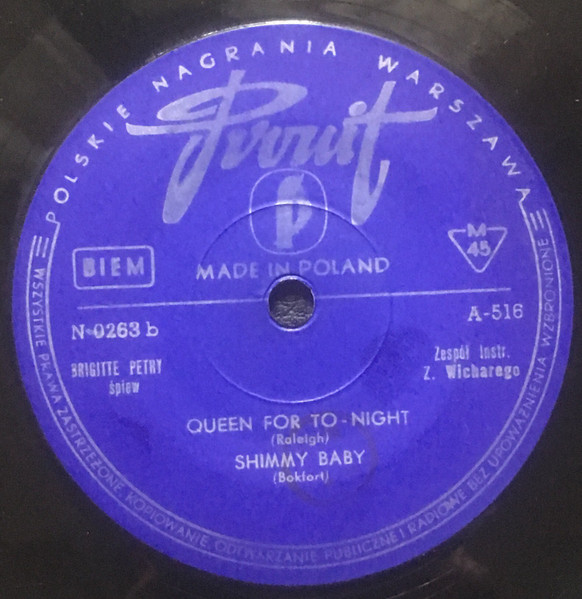 POLSKIE NAGRANIA WARSZAWA
Pronit
P
M
45
BIEM
MADE IN POLAND
N-0263 b
A-516
BRIGITTE PETRY
śpiew
Zespół Instr.
Z. Wicharego
QUEEN FOR TO-NIGHT
(Raleigh)
SHIMMY BABY
(Bokfort)
WSZYSTKIE PRAWA ZASTRZEŻONE. KOPIOWANIE, ODTWARZANIE PUBLICZNE I RADIOWE BEZ UPOWAŻNIENIA WZBRONIONE